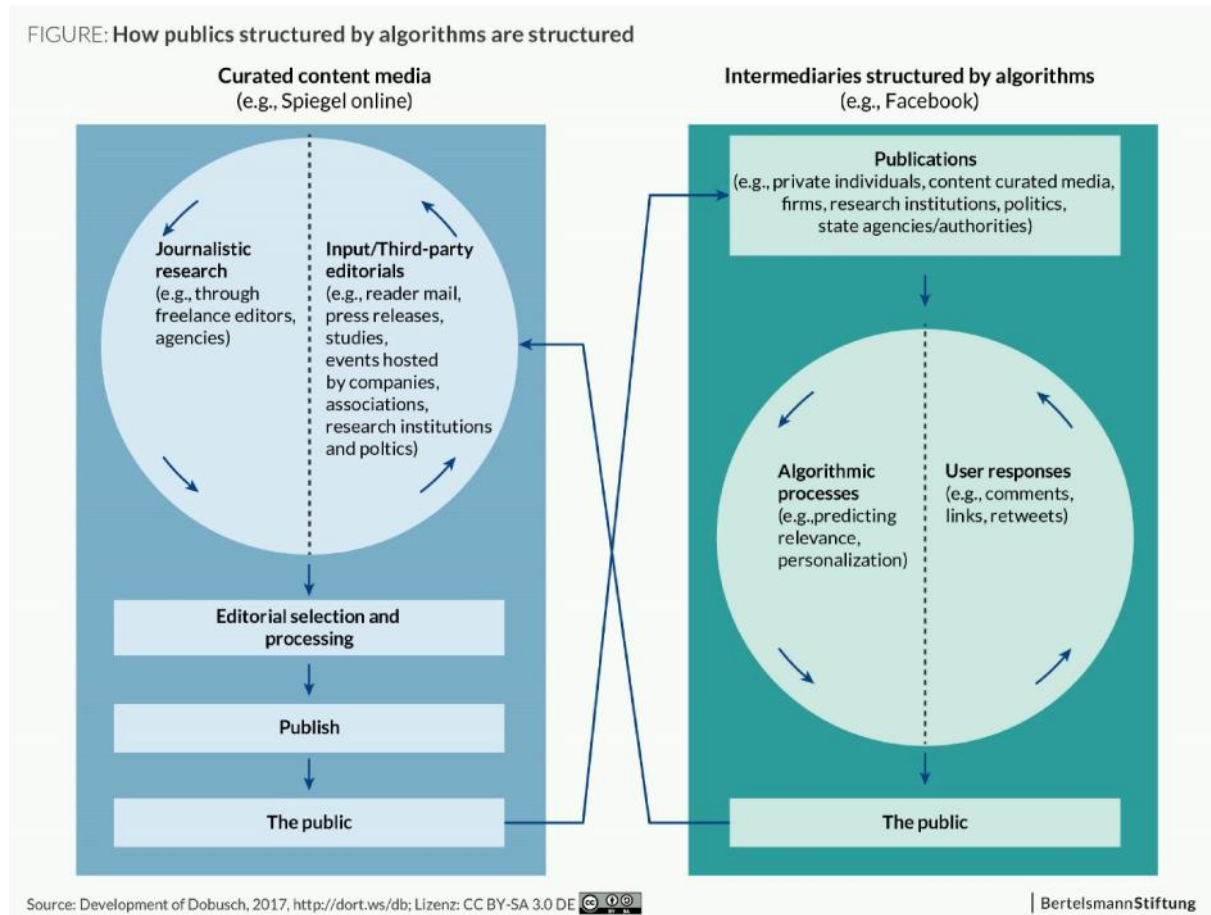 FIGURE: How publics structured by algorithms are structured
Curated content media
(e.g., Spiegel online)
Journalistic
research
(e.g., through
freelance editors,
agencies)
Input/Third-party
editorials
(e.g., reader mail,
press releases,
studies,
events hosted
by companies,
associations,
research institutions
and poltics)
Editorial selection and
processing
Publish
The public
Intermediaries structured by algorithms
(e.g., Facebook)
Publications
(e.g., private individuals, content curated media,
firms, research institutions, politics,
state agencies/authorities)
Algorithmic
processes
(e.g.,predicting
relevance,
personalization)
User responses
(e.g., comments,
links, retweets)
The public
Source: Development of Dobusch, 2017, http://dort.ws/db; Lizenz: CC BY-SA 3.0 DE
cc BY SA
BertelsmannStiftung